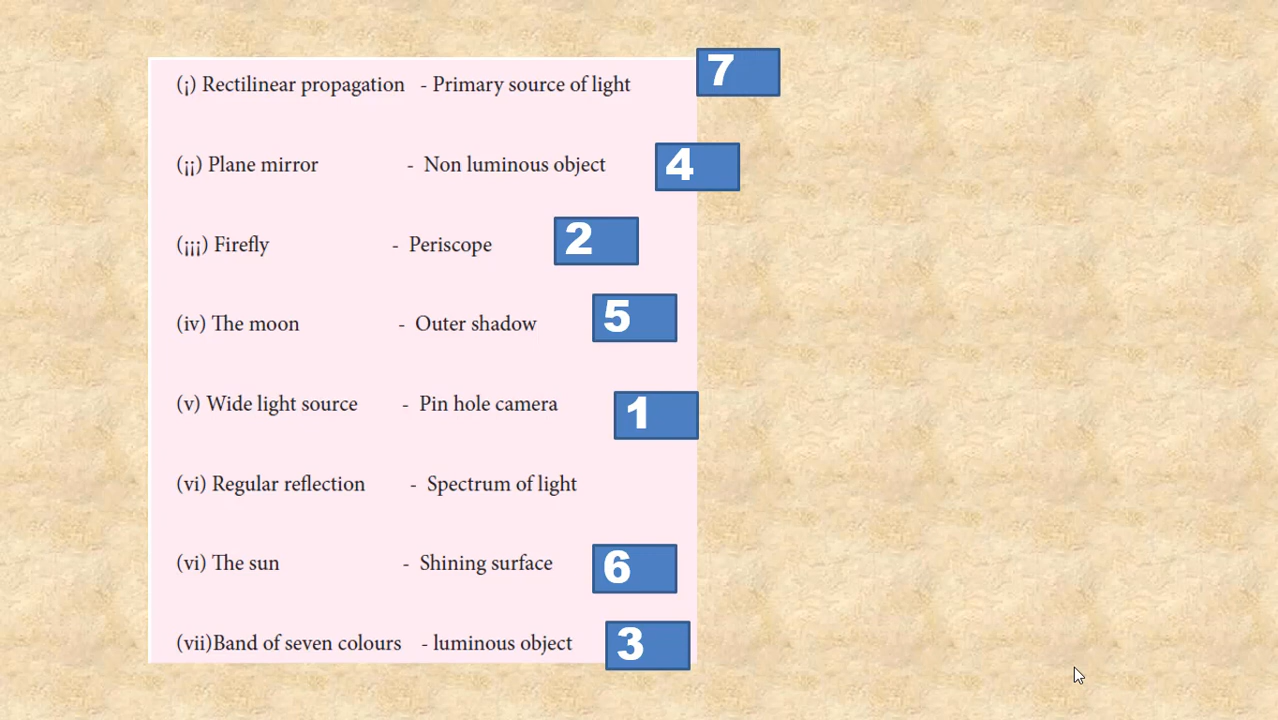 (¡) Rectilinear propagation - Primary source of light 7
(¡¡) Plane mirror - Non luminous object 4
(¡¡¡) Firefly - Periscope 2
(iv) The moon - Outer shadow 5
(v) Wide light source - Pin hole camera 1
(vi) Regular reflection - Spectrum of light
(vi) The sun - Shining surface 6
(vii)Band of seven colours - luminous object 3